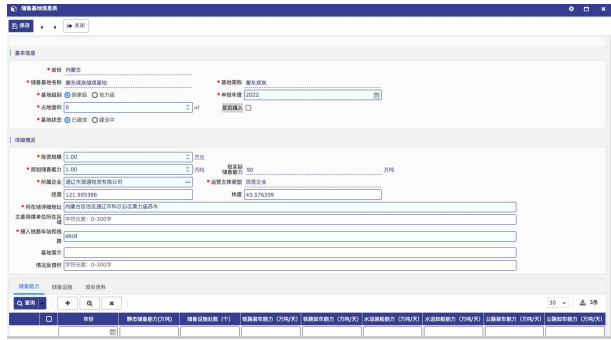 储备基地信息表
保存 关闭
基本信息
*省份 内蒙古
*储备基地名称 蒙东煤炭储煤基地 *基地简称 蒙东煤炭
*基地级别 国家级 地方级 *申报年度 2022
*占地面积 0 ㎡ 是否接入
*基地状态 已建成 建设中
详细情况
*投资规模 1.00 万元
*规划储备能力 1.00 万吨 现实际储备能力 90 万吨
*所属企业 通辽市 物流有限公司 *运营主体类型 民营企业
经度 121.905396 纬度 43.576359
*所在地详细地址 内蒙古自治区通辽市科尔沁区莫力庙苏木
主要用煤单位所在区域 字符长度:0-300字
*接入铁路车站和线路 abcd
基地简介
情况反馈栏 字符长度:0-300字
储备能力 储备设施 项目资料
查询 30 3条
年份 静态储备能力(万吨) 储备设施处数(个) 铁路装车能力(万吨/天) 铁路卸车能力(万吨/天) 水运装船能力(万吨/天) 水运卸船能力(万吨/天) 公路装车能力(万吨/天) 公路卸车能力(万吨/天)